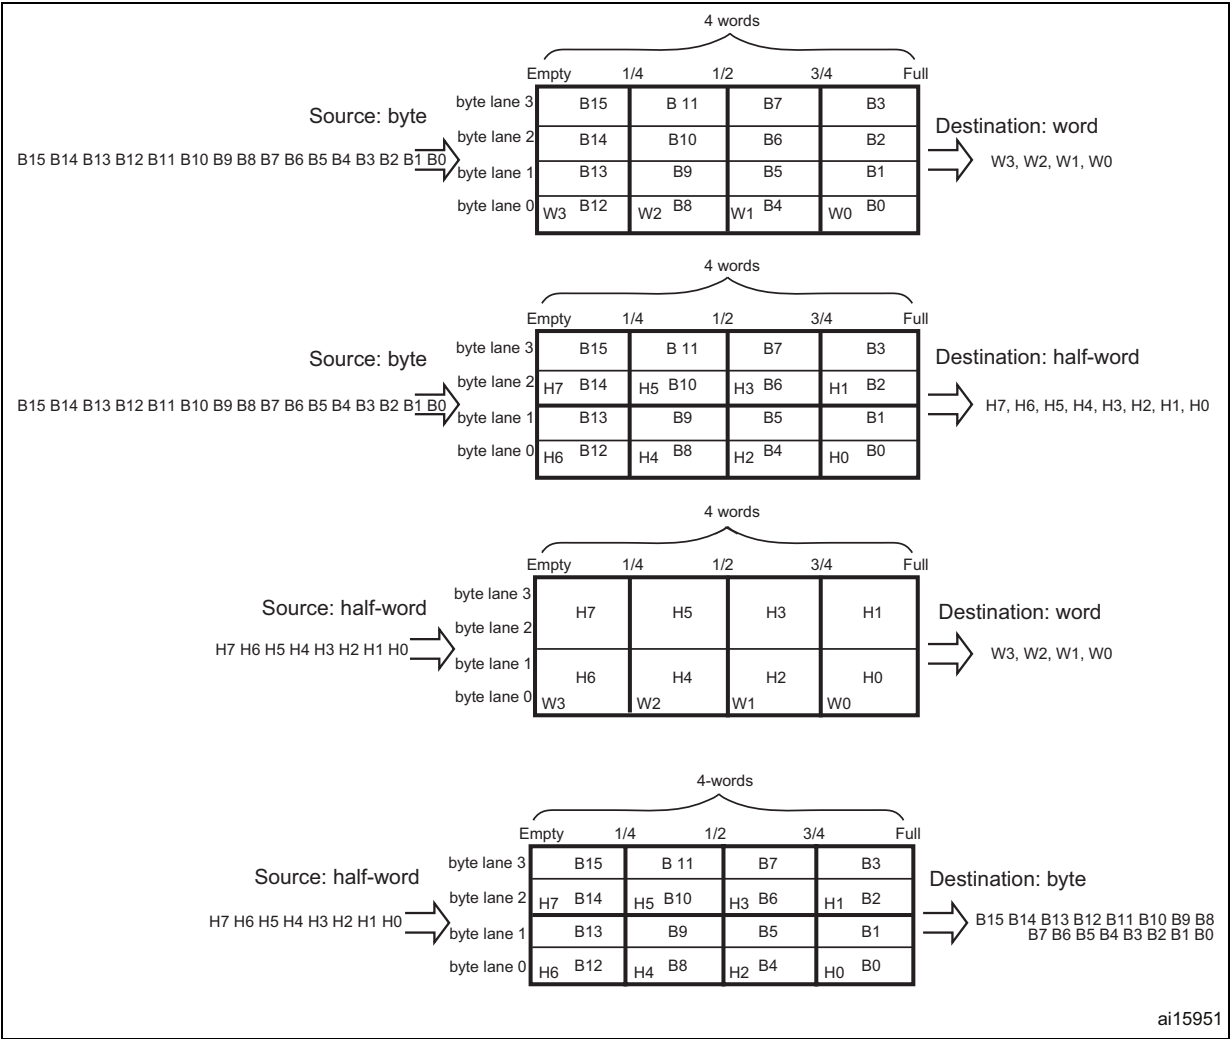 4 words
Empty 1/4 1/2 3/4 Full
byte lane 3 B15 B 11 B7 B3
Source: byte
Destination: word
byte lane 2 B14 B10 B6 B2
B15 B14 B13 B12 B11 B10 B9 B8 B7 B6 B5 B4 B3 B2 B1 B0
W3, W2, W1, W0
byte lane 1 B13 B9 B5 B1
byte lane 0 W3 B12 W2 B8 W1 B4 W0 B0
4 words
Empty 1/4 1/2 3/4 Full
byte lane 3 B15 B 11 B7 B3
Source: byte
Destination: half-word
byte lane 2 H7 B14 H5 B10 H3 B6 H1 B2
B15 B14 B13 B12 B11 B10 B9 B8 B7 B6 B5 B4 B3 B2 B1 B0
H7, H6, H5, H4, H3, H2, H1, H0
byte lane 1 B13 B9 B5 B1
byte lane 0 H6 B12 H4 B8 H2 B4 H0 B0
4 words
Empty 1/4 1/2 3/4 Full
byte lane 3
Source: half-word
H7 H5 H3 H1
Destination: word
byte lane 2
H7 H6 H5 H4 H3 H2 H1 H0
W3, W2, W1, W0
byte lane 1
H6 H4 H2 H0
byte lane 0
W3 W2 W1 W0
4-words
Empty 1/4 1/2 3/4 Full
byte lane 3 B15 B 11 B7 B3
Source: half-word
Destination: byte
byte lane 2 H7 B14 H5 B10 H3 B6 H1 B2
H7 H6 H5 H4 H3 H2 H1 H0
B15 B14 B13 B12 B11 B10 B9 B8
B7 B6 B5 B4 B3 B2 B1 B0
byte lane 1 B13 B9 B5 B1
byte lane 0 H6 B12 H4 B8 H2 B4 H0 B0
ai15951